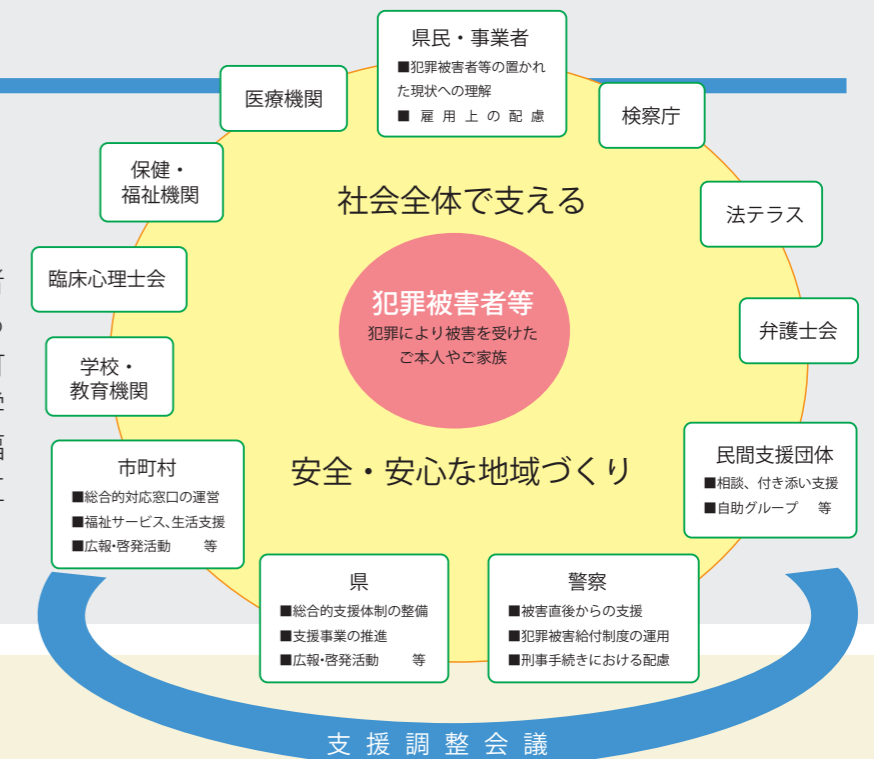 県民・事業者
■犯罪被害者等の置かれ
た現状への理解
■雇用上の配慮
医療機関
検察庁
保健・
福祉機関
法テラス
臨床心理士会
弁護士会
学校・
教育機関
社会全体で支える
犯罪被害者等
犯罪により被害を受けた
ご本人やご家族
安全・安心な地域づくり
市町村
■総合的対応窓口の運営
■福祉サービス、生活支援
■広報・啓発活動　等
民間支援団体
■相談、付き添い支援
■自助グループ　等
県
■総合的支援体制の整備
■支援事業の推進
■広報・啓発活動　等
警察
■被害直後からの支援
■犯罪被害給付制度の運用
■刑事手続きにおける配慮
支援調整会議